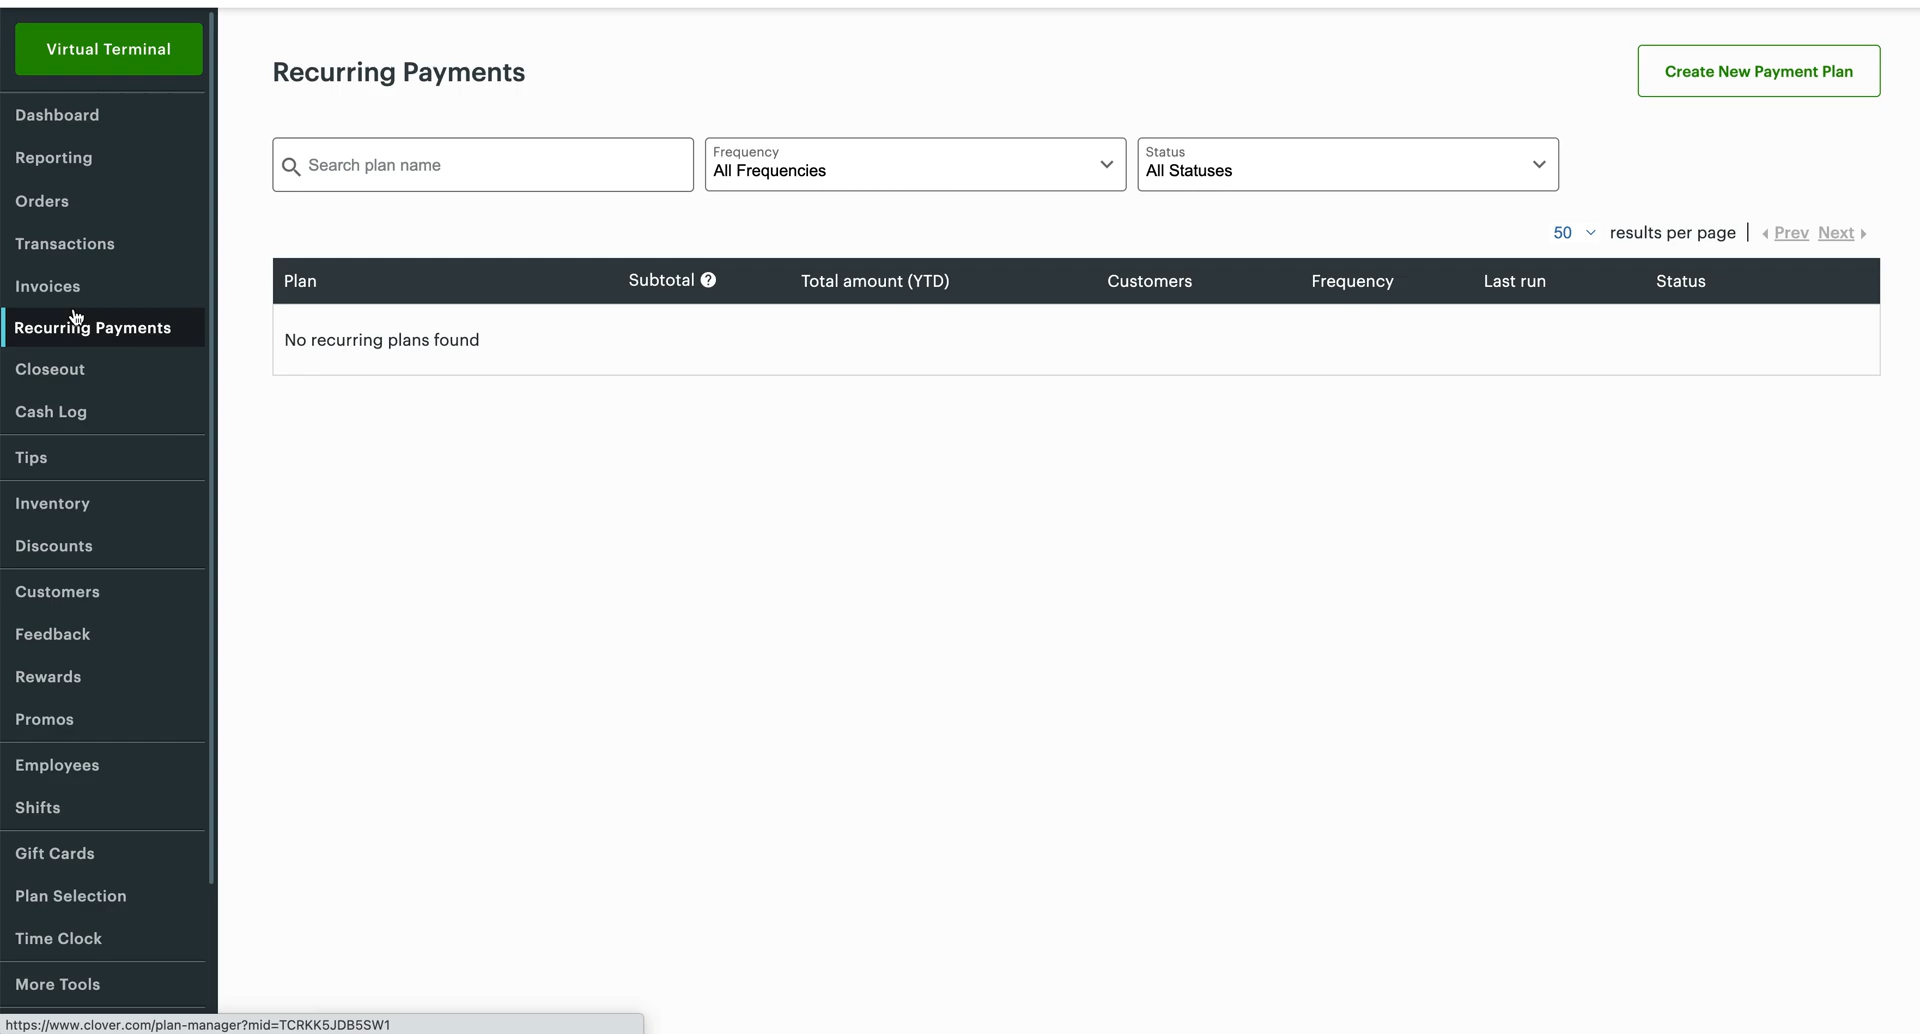 Virtual Terminal
Dashboard
Reporting
Orders
Transactions
Invoices
Recurring Payments
Closeout
Cash Log
Tips
Inventory
Discounts
Customers
Feedback
Rewards
Promos
Employees
Shifts
Gift Cards
Plan Selection
Time Clock
More Tools
https://www.clover.com/plan-manager?mid=TCRKK5JDB5SW1
Recurring Payments
Create New Payment Plan
Search plan name
Frequency
All Frequencies
Status
All Statuses
50 results per page | Prev Next
Plan Subtotal ? Total amount (YTD) Customers Frequency Last run Status
No recurring plans found